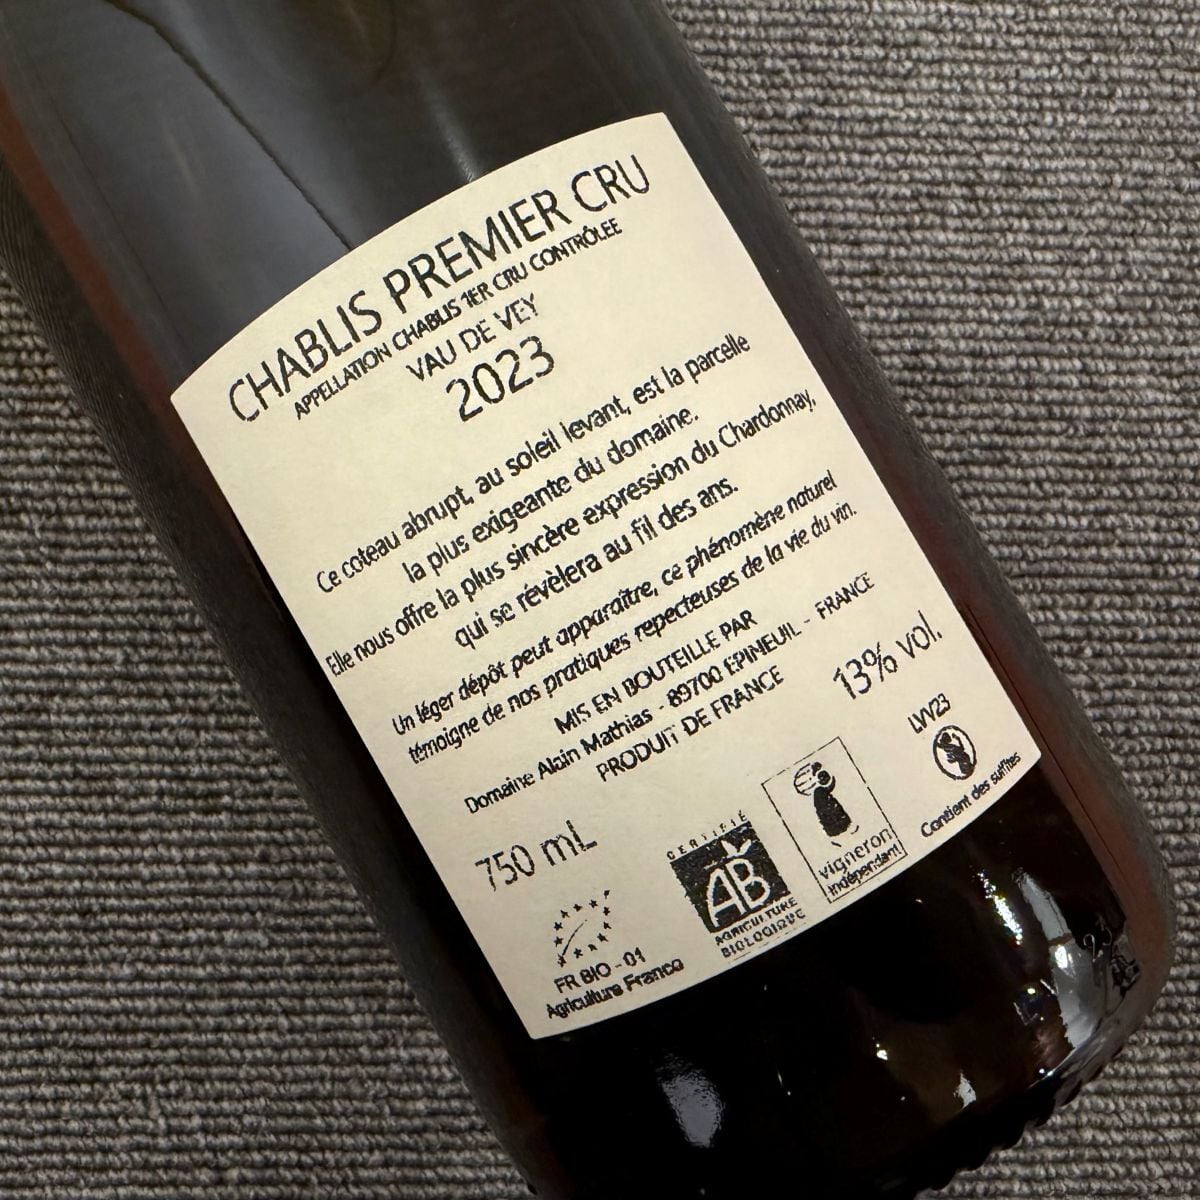 CHABLIS PREMIER CRU
APPELLATION CHABLIS 1ER CRU CONTRÔLEE
VAU DE VEY
2023
Ce coteau abrupt, au soleil levant, est la parcelle
la plus exigeante du domaine.
Elle nous offre la plus sincère expression du Chardonnay,
qui se révèlera au fil des ans.
Un léger dépôt peut apparaître, ce phénomène naturel
témoigne de nos pratiques repecteuses de la vie du vin.
MIS EN BOUTEILLE PAR
Domaine Alain Mathias - 89700 EPINEUIL - FRANCE
PRODUIT DE FRANCE
13% vol.
750 mL
LVV23
CERTIFIÉ
AB
AGRICULTURE
BIOLOGIQUE
vigneron
indépendant
Contient des sulfites
FR BIO - 01
Agriculture France